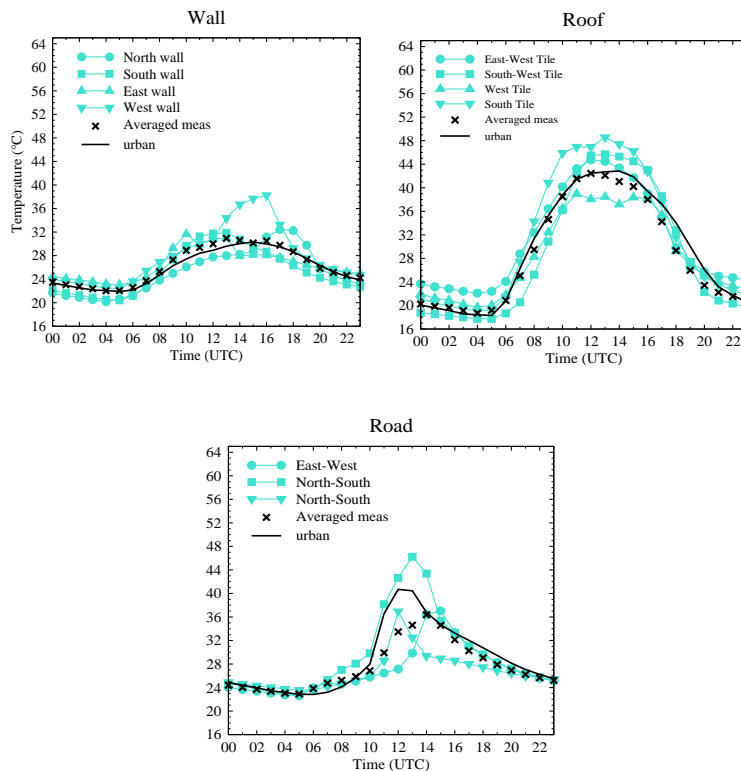 Wall
64
60
56
52
48
44
40
36
32
28
24
20
16
Temperature (°C)
North wall
South wall
East wall
West wall
Averaged meas
urban
00 02 04 06 08 10 12 14 16 18 20 22
Time (UTC)
Roof
64
60
56
52
48
44
40
36
32
28
24
20
16
East-West Tile
South-West Tile
West Tile
South Tile
Averaged meas
urban
00 02 04 06 08 10 12 14 16 18 20 22
Time (UTC)
Road
64
60
56
52
48
44
40
36
32
28
24
20
16
East-West
North-South
North-South
Averaged meas
urban
00 02 04 06 08 10 12 14 16 18 20 22
Time (UTC)